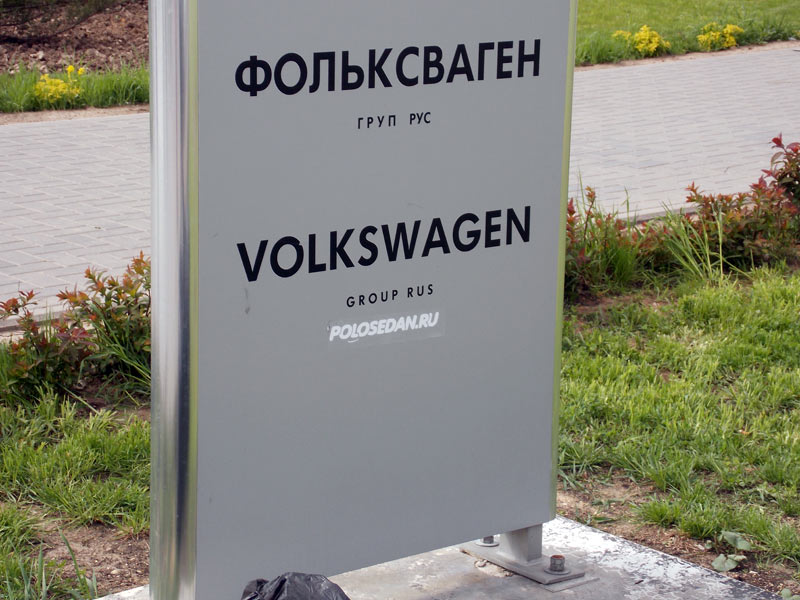 ФОЛЬКСВАГЕН
ГРУП РУС
VOLKSWAGEN
GROUP RUS
POLOSEDAN.RU